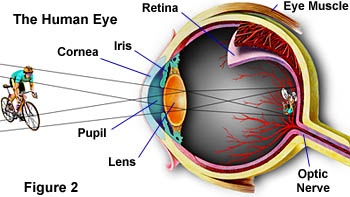 The Human Eye
Retina
Eye Muscle
Iris
Cornea
Pupil
Lens
Optic
Nerve
Figure 2